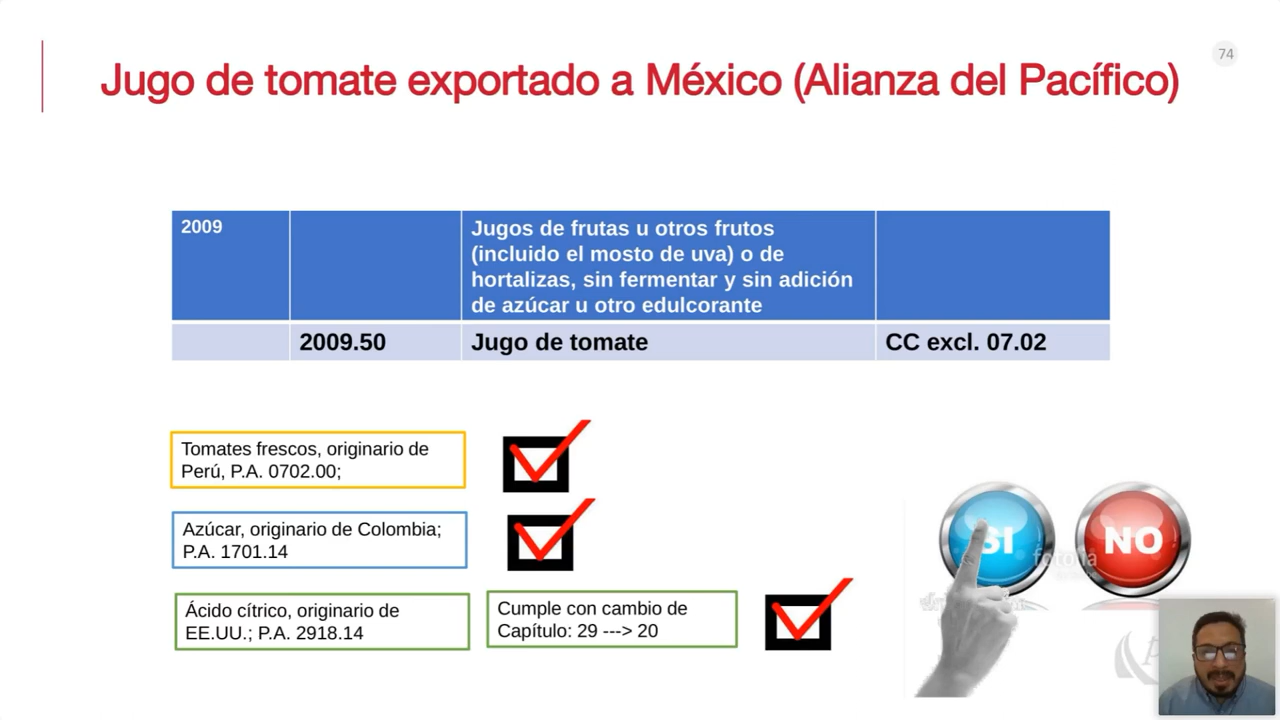 74
Jugo de tomate exportado a México (Alianza del Pacífico)
2009
Jugos de frutas u otros frutos
(incluido el mosto de uva) o de
hortalizas, sin fermentar y sin adición
de azúcar u otro edulcorante
2009.50
Jugo de tomate
CC excl. 07.02
Tomates frescos, originario de
Perú, P.A. 0702.00;
Azúcar, originario de Colombia;
P.A. 1701.14
Ácido cítrico, originario de
EE.UU.; P.A. 2918.14
Cumple con cambio de
Capítulo: 29 ---> 20
SI
NO
fotolia